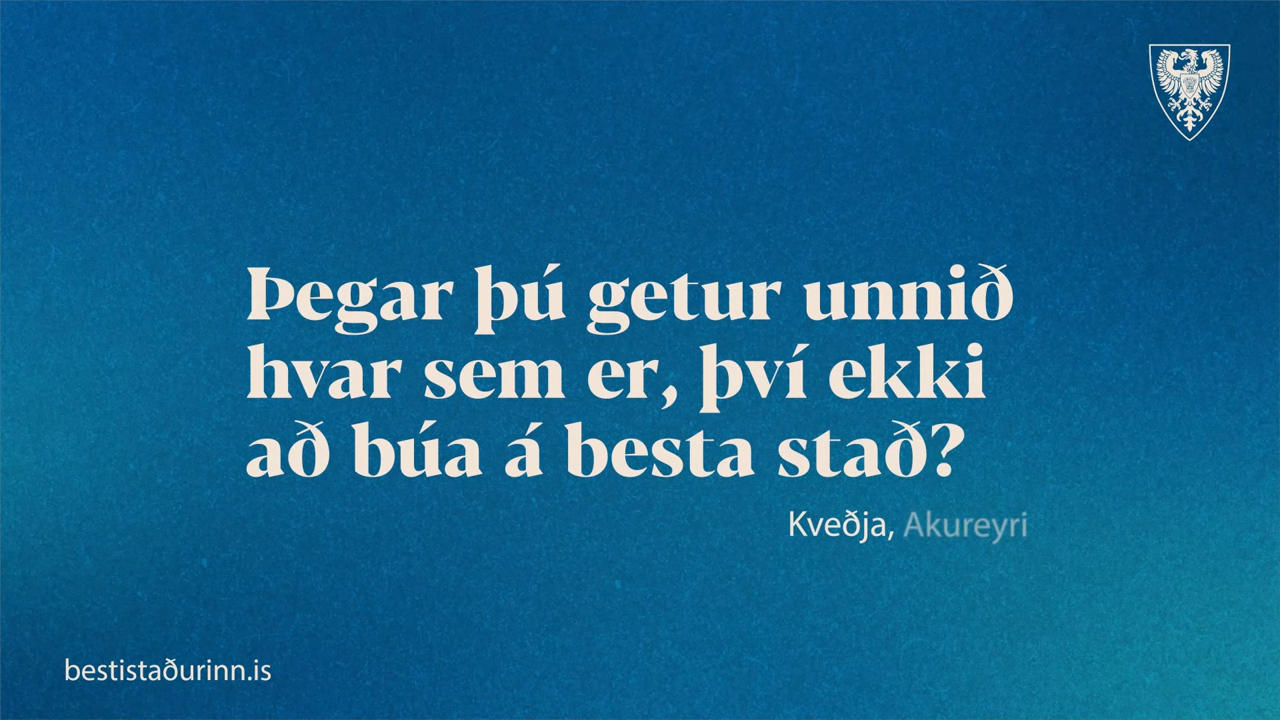 Þegar þú getur unnið
hvar sem er, því ekki
að búa á besta stað?
Kveðja, Akureyri
bestistaðurinn.is